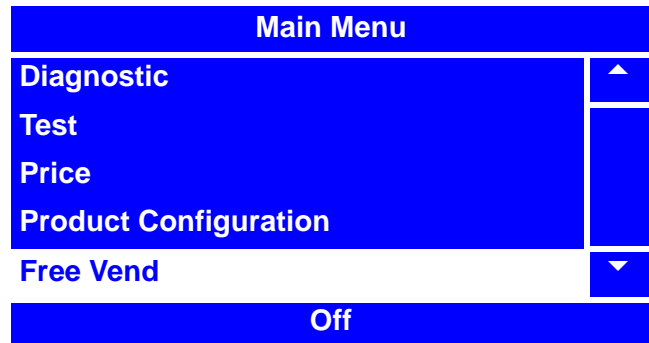 Main Menu
Diagnostic
Test
Price
Product Configuration
Free Vend
Off